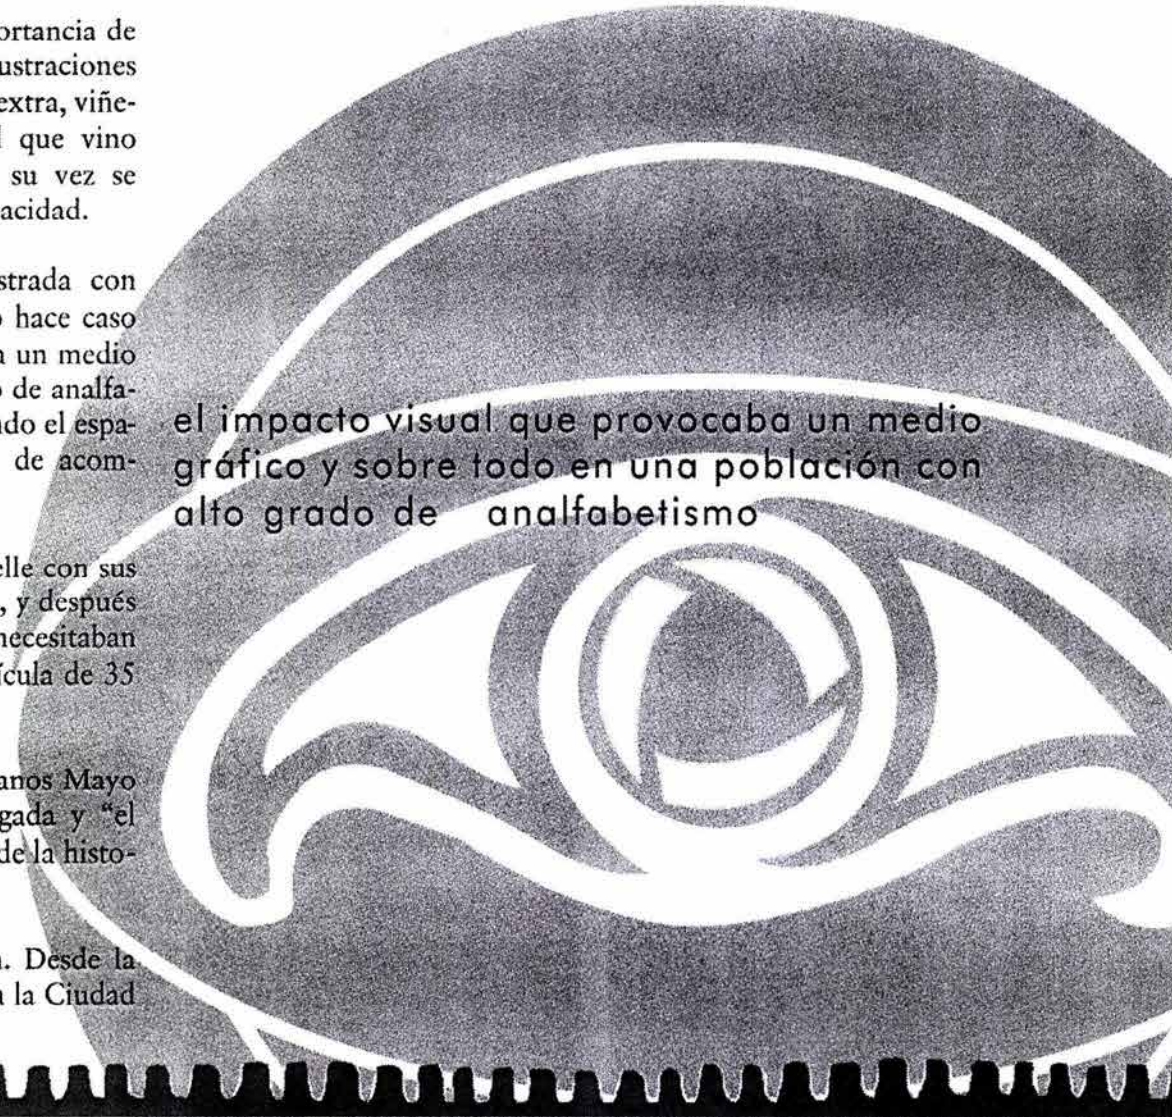 ortancia de
ustraciones
extra, viñe-
que vino
su vez se
acidad.
strada con
hace caso
a un medio
o de analfa-
ndo el espa-
de acom-
elle con sus
, y después
necesitaban
ícula de 35
anos Mayo
gada y “el
de la histo-
. Desde la
a la Ciudad
el impacto visual que provocaba un medio
gráfico y sobre todo en una población con
alto grado de analfabetismo